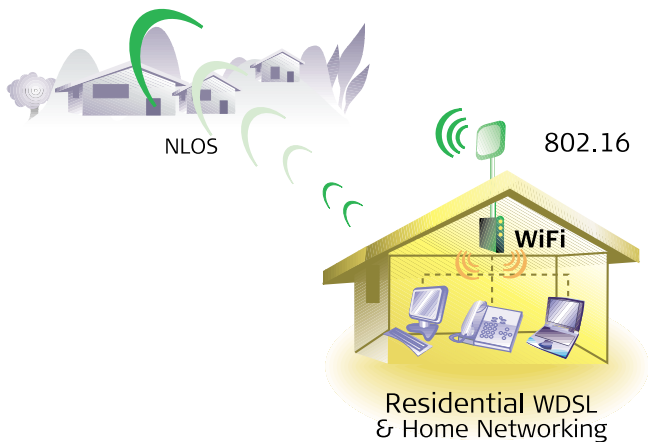 NLOS
802.16
WiFi
Residential WDSL
& Home Networking